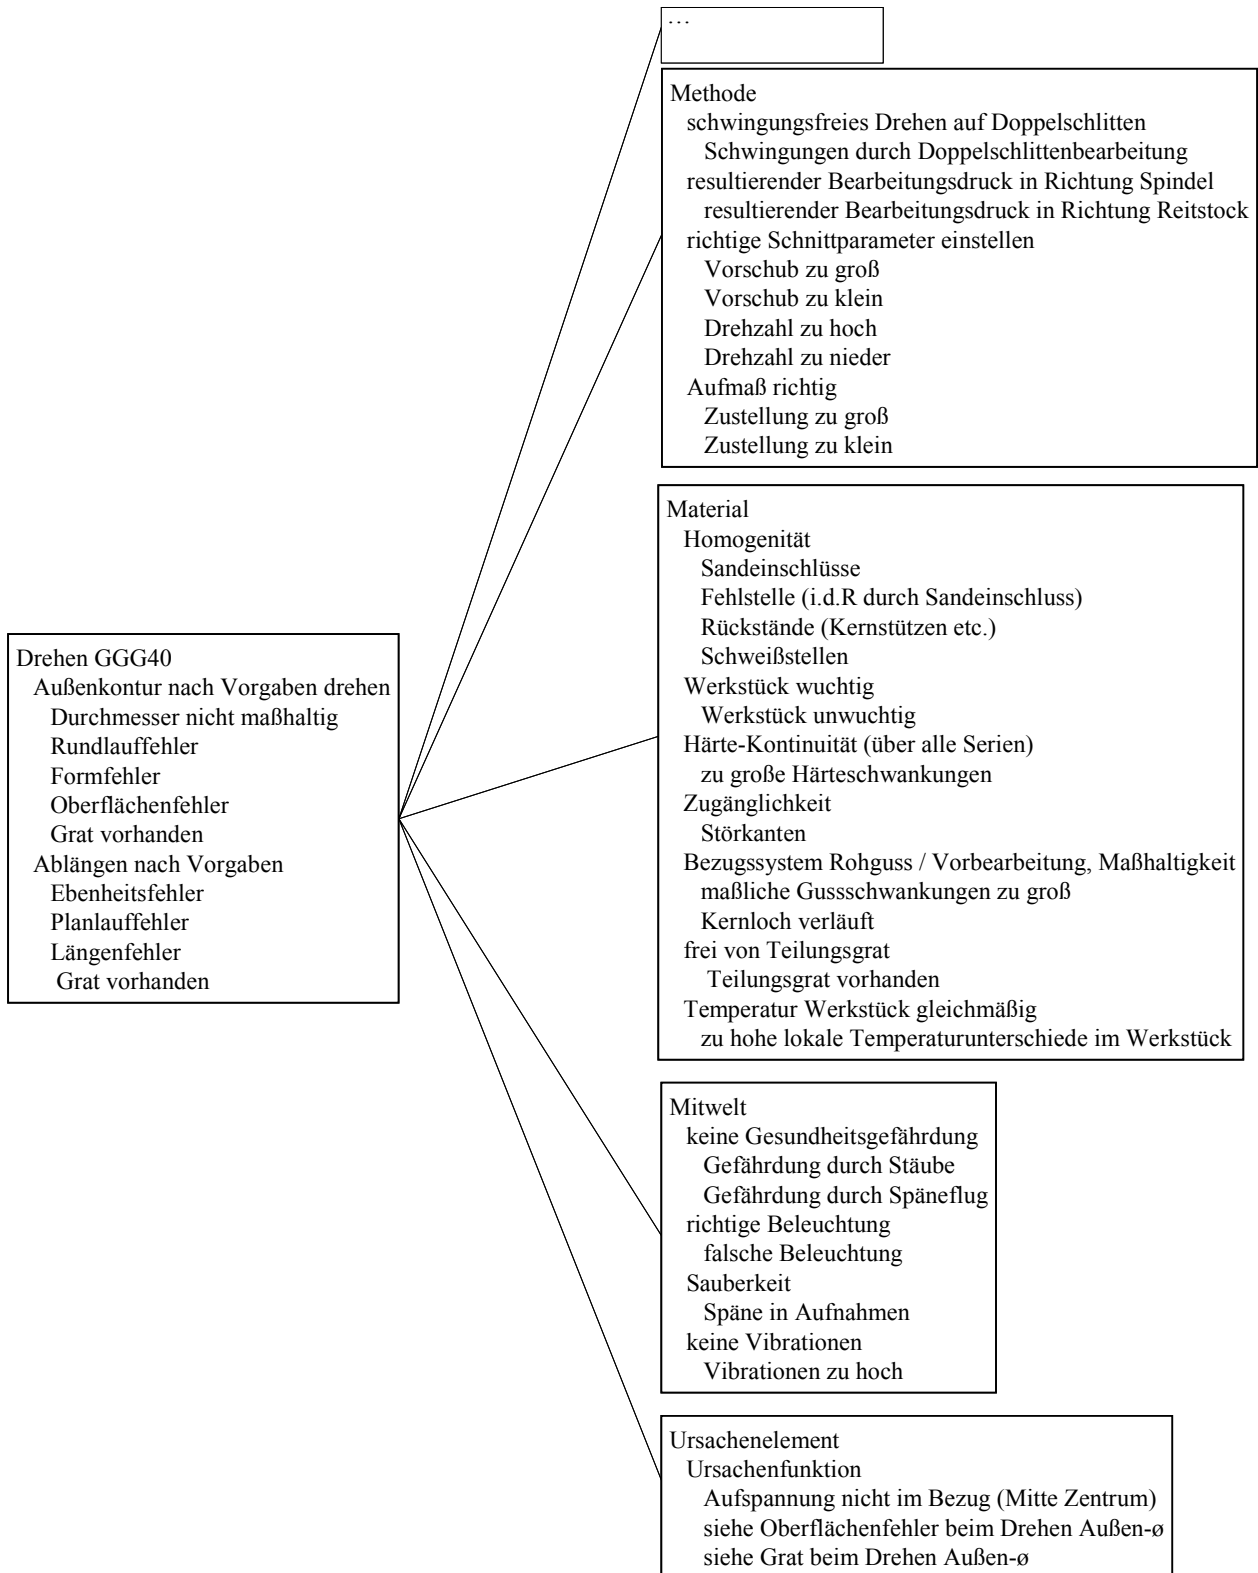 …
Methode
schwingungsfreies Drehen auf Doppelschlitten
Schwingungen durch Doppelschlittenbearbeitung
resultierender Bearbeitungsdruck in Richtung Spindel
resultierender Bearbeitungsdruck in Richtung Reitstock
richtige Schnittparameter einstellen
Vorschub zu groß
Vorschub zu klein
Drehzahl zu hoch
Drehzahl zu nieder
Aufmaß richtig
Zustellung zu groß
Zustellung zu klein
Drehen GGG40
Außenkontur nach Vorgaben drehen
Durchmesser nicht maßhaltig
Rundlauffehler
Formfehler
Oberflächenfehler
Grat vorhanden
Ablängen nach Vorgaben
Ebenheitsfehler
Planlauffehler
Längenfehler
Grat vorhanden
Material
Homogenität
Sandeinschlüsse
Fehlstelle (i.d.R durch Sandeinschluss)
Rückstände (Kernstützen etc.)
Schweißstellen
Werkstück wuchtig
Werkstück unwuchtig
Härte-Kontinuität (über alle Serien)
zu große Härteschwankungen
Zugänglichkeit
Störkanten
Bezugssystem Rohguss / Vorbearbeitung, Maßhaltigkeit
maßliche Gussschwankungen zu groß
Kernloch verläuft
frei von Teilungsgrat
Teilungsgrat vorhanden
Temperatur Werkstück gleichmäßig
zu hohe lokale Temperaturunterschiede im Werkstück
Mitwelt
keine Gesundheitsgefährdung
Gefährdung durch Stäube
Gefährdung durch Späneflug
richtige Beleuchtung
falsche Beleuchtung
Sauberkeit
Späne in Aufnahmen
keine Vibrationen
Vibrationen zu hoch
Ursachenelement
Ursachenfunktion
Aufspannung nicht im Bezug (Mitte Zentrum)
siehe Oberflächenfehler beim Drehen Außen-ø
siehe Grat beim Drehen Außen-ø